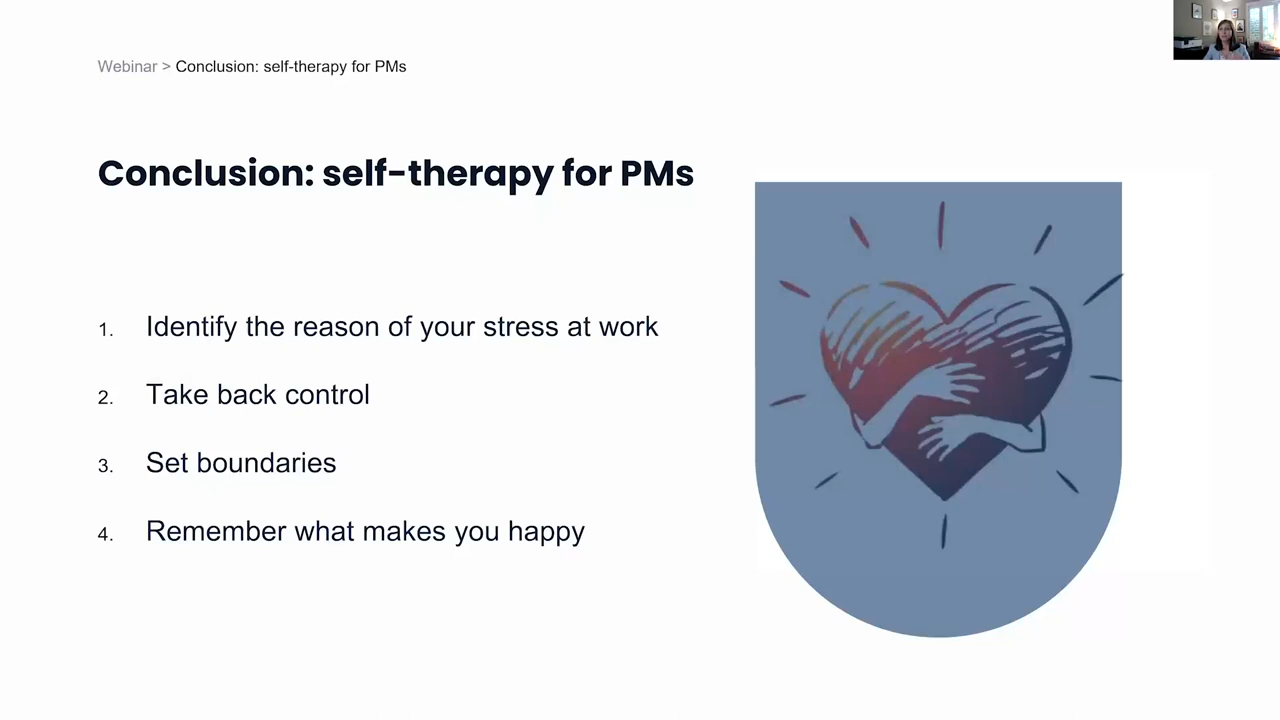 Webinar > Conclusion: self-therapy for PMs
Conclusion: self-therapy for PMs
1. Identify the reason of your stress at work
2. Take back control
3. Set boundaries
4. Remember what makes you happy